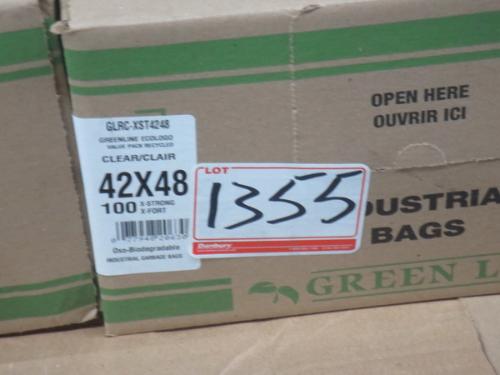 OPEN HERE
OUVRIR ICI
GLRC-XST4248
GREENLINE ECOLOGO
VALUE PACK RECYCLED
CLEAR/CLAIR
42X48
100 X-STRONG
X-FORT
Oxo-Biodegradable
INDUSTRIAL GARBAGE BAGS
LOT
1355
Danbury
DUSTRIA
BAGS
GREEN L